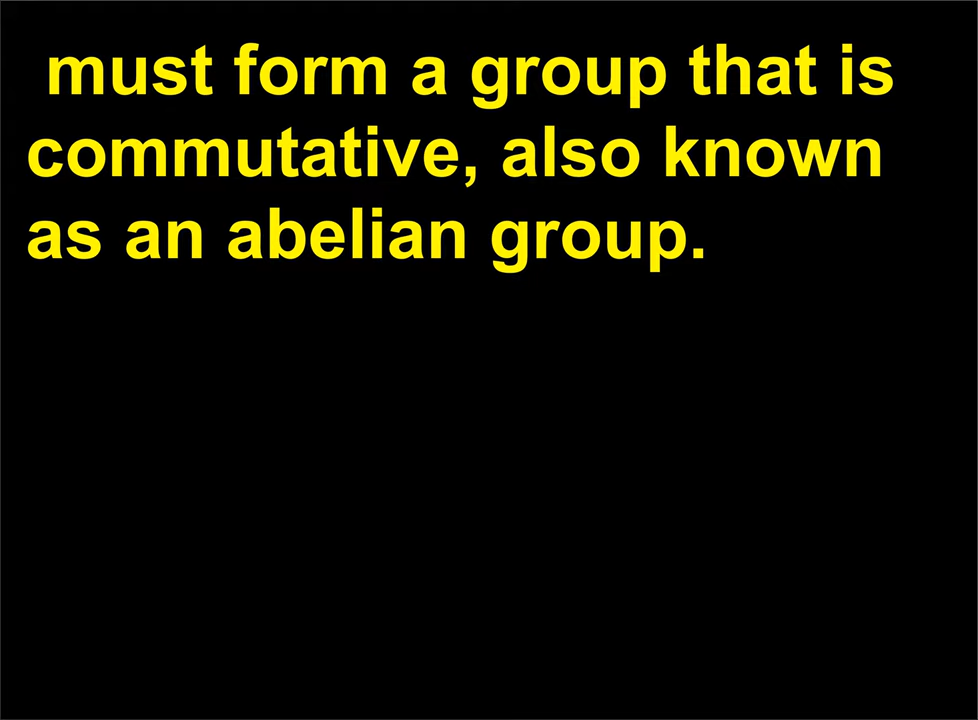 must form a group that is
commutative, also known
as an abelian group.